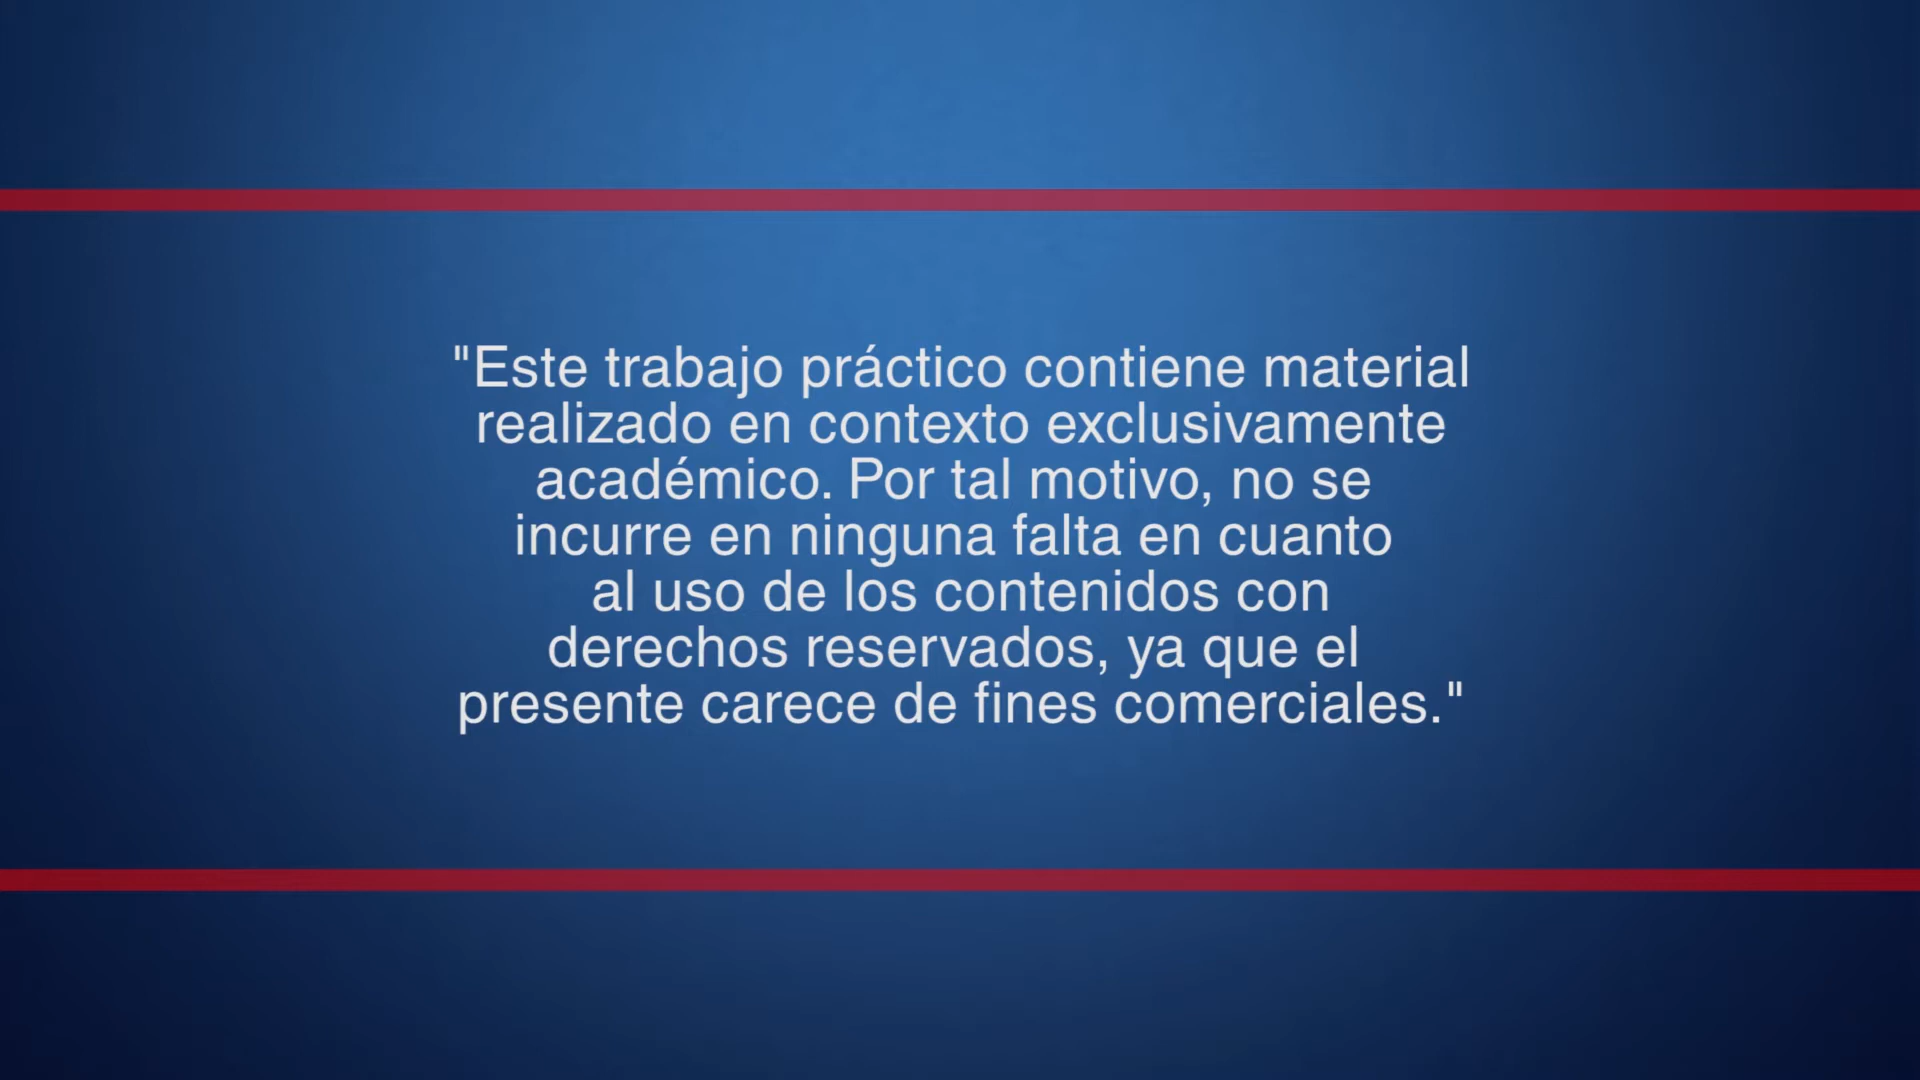 "Este trabajo práctico contiene material
realizado en contexto exclusivamente
académico. Por tal motivo, no se
incurre en ninguna falta en cuanto
al uso de los contenidos con
derechos reservados, ya que el
presente carece de fines comerciales."